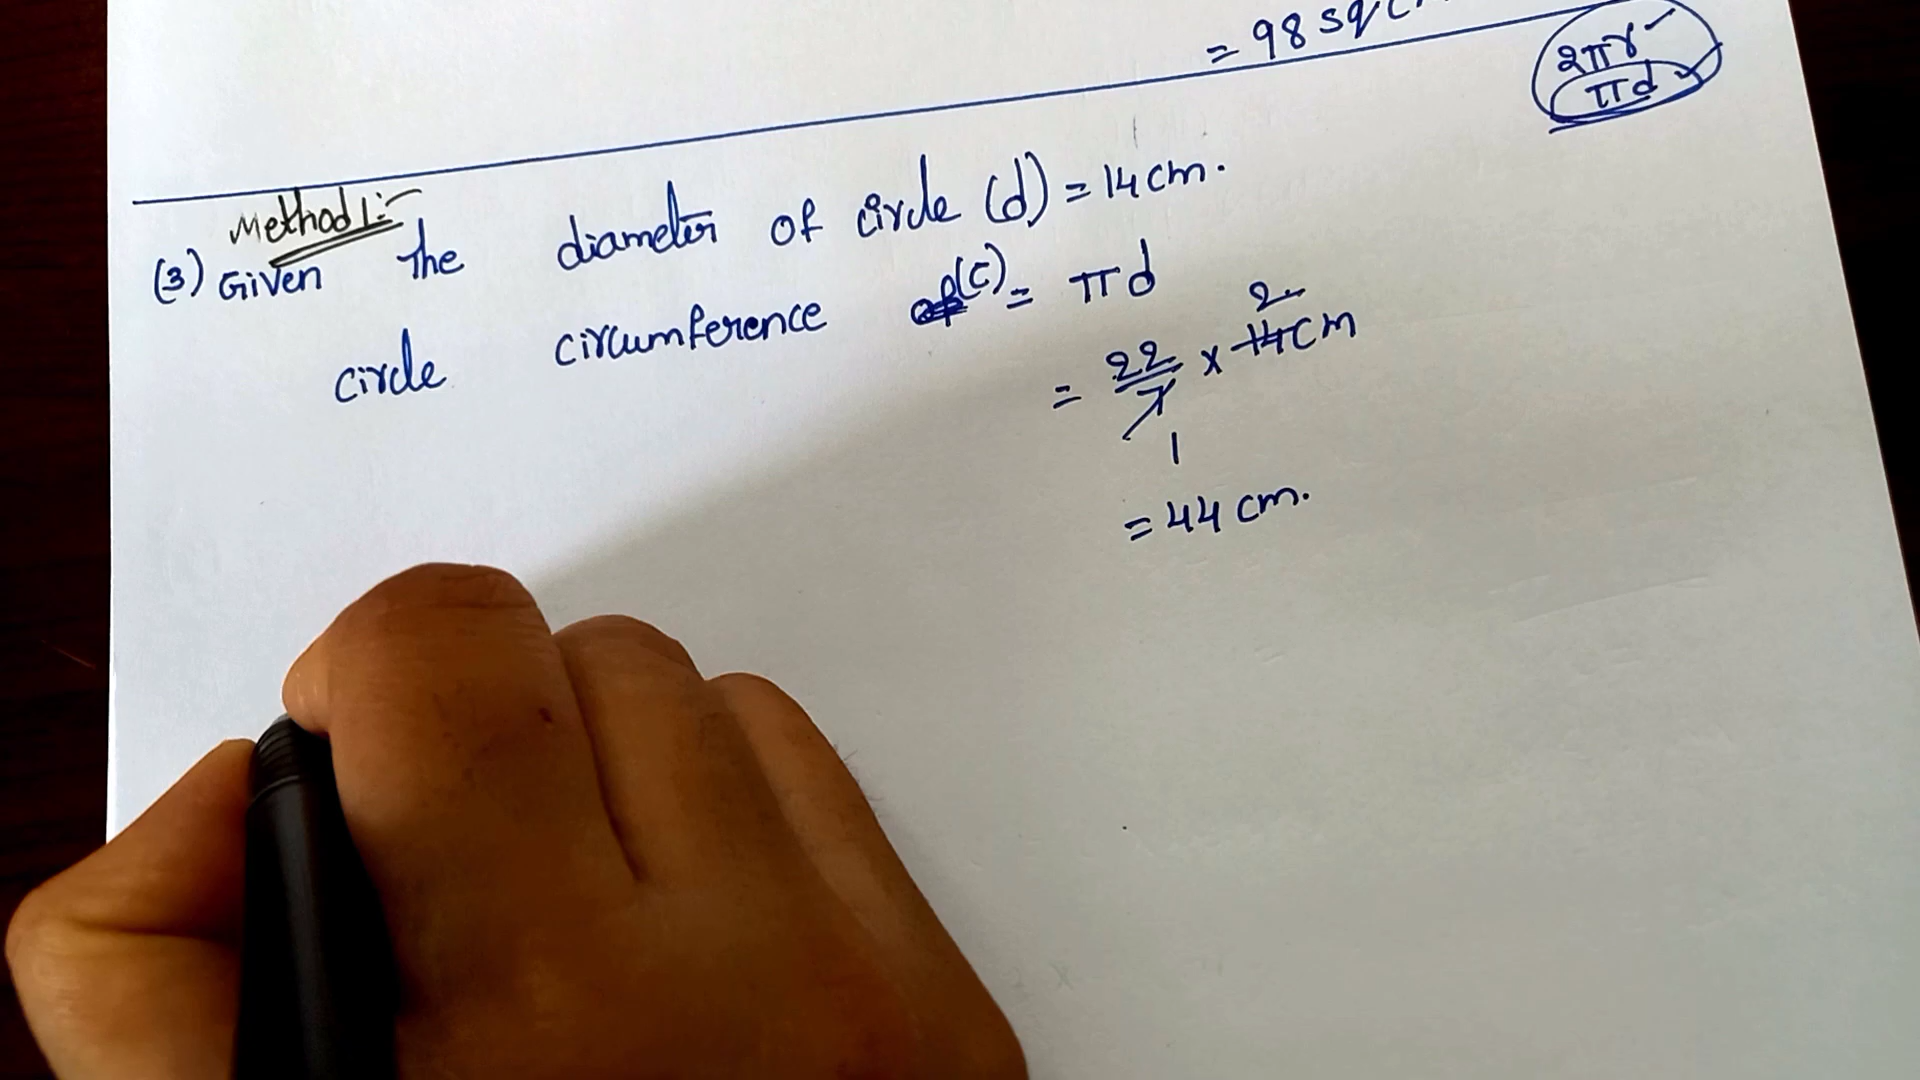 = 98 sq c
2πr
πd
Method 1:-
(3) Given the diameter of circle (d) = 14 cm.
circle circumference (C) = πd
= 22/7 x 14 cm
2
1
= 44 cm.